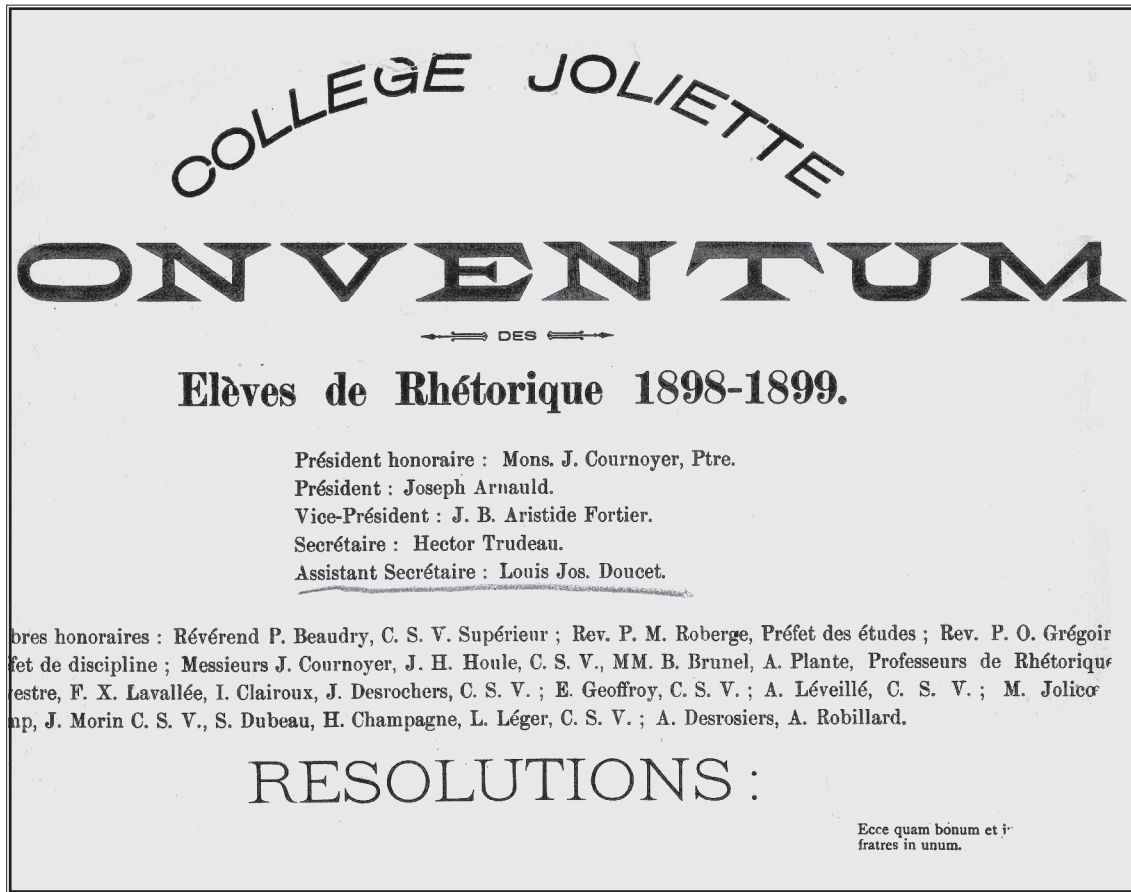 COLLEGE JOLIETTE
ONVENTUM
DES
Elèves de Rhétorique 1898-1899.
Président honoraire : Mons. J. Cournoyer, Ptre.
Président : Joseph Arnauld.
Vice-Président : J. B. Aristide Fortier.
Secrétaire : Hector Trudeau.
Assistant Secrétaire : Louis Jos. Doucet.
bres honoraires : Révérend P. Beaudry, C. S. V. Supérieur ; Rev. P. M. Roberge, Préfet des études ; Rev. P. O. Grégoir
fet de discipline ; Messieurs J. Cournoyer, J. H. Houle, C. S. V., MM. B. Brunel, A. Plante, Professeurs de Rhétorique
estre, F. X. Lavallée, I. Clairoux, J. Desrochers, C. S. V. ; E. Geoffroy, C. S. V. ; A. Léveillé, C. S. V. ; M. Jolicœ
np, J. Morin C. S. V., S. Dubeau, H. Champagne, L. Léger, C. S. V. ; A. Desrosiers, A. Robillard.
RESOLUTIONS :
Ecce quam bonum et
fratres in unum.